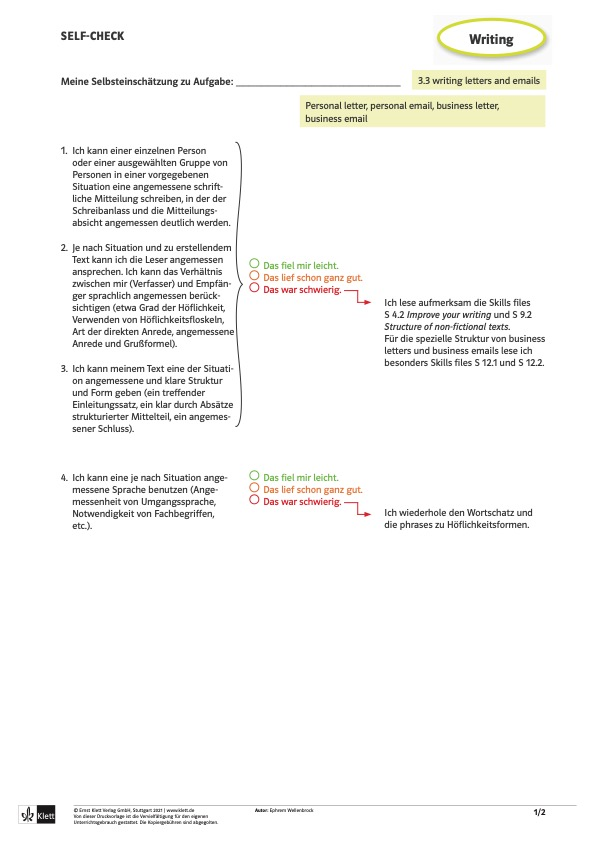 SELF-CHECK
Writing
Meine Selbsteinschätzung zu Aufgabe: ______________________________
3.3 writing letters and emails
Personal letter, personal email, business letter,
business email
1. Ich kann einer einzelnen Person
oder einer ausgewählten Gruppe von
Personen in einer vorgegebenen
Situation eine angemessene schrift-
liche Mitteilung schreiben, in der der
Schreibanlass und die Mitteilungs-
absicht angemessen deutlich werden.
2. Je nach Situation und zu erstellendem
Text kann ich die Leser angemessen
ansprechen. Ich kann das Verhältnis
zwischen mir (Verfasser) und Empfän-
ger sprachlich angemessen berück-
sichtigen (etwa Grad der Höflichkeit,
Verwenden von Höflichkeitsfloskeln,
Art der direkten Anrede, angemessene
Anrede und Grußformel).
3. Ich kann meinem Text eine der Situati-
on angemessene und klare Struktur
und Form geben (ein treffender
Einleitungssatz, ein klar durch Absätze
strukturierter Mittelteil, ein angemes-
sener Schluss).
Das fiel mir leicht.
Das lief schon ganz gut.
Das war schwierig.
Ich lese aufmerksam die Skills files
S 4.2 Improve your writing und S 9.2
Structure of non-fictional texts.
Für die spezielle Struktur von business
letters und business emails lese ich
besonders Skills files S 12.1 und S 12.2.
4. Ich kann eine je nach Situation ange-
messene Sprache benutzen (Ange-
messenheit von Umgangssprache,
Notwendigkeit von Fachbegriffen,
etc.).
Das fiel mir leicht.
Das lief schon ganz gut.
Das war schwierig.
Ich wiederhole den Wortschatz und
die phrases zu Höflichkeitsformen.
Klett
© Ernst Klett Verlag GmbH, Stuttgart 2021 | www.klett.de
Von dieser Druckvorlage ist die Vervielfältigung für den eigenen
Unterrichtsgebrauch gestattet. Die Kopiergebühren sind abgegolten.
Autor: Ephrem Wellenbrock
1/2